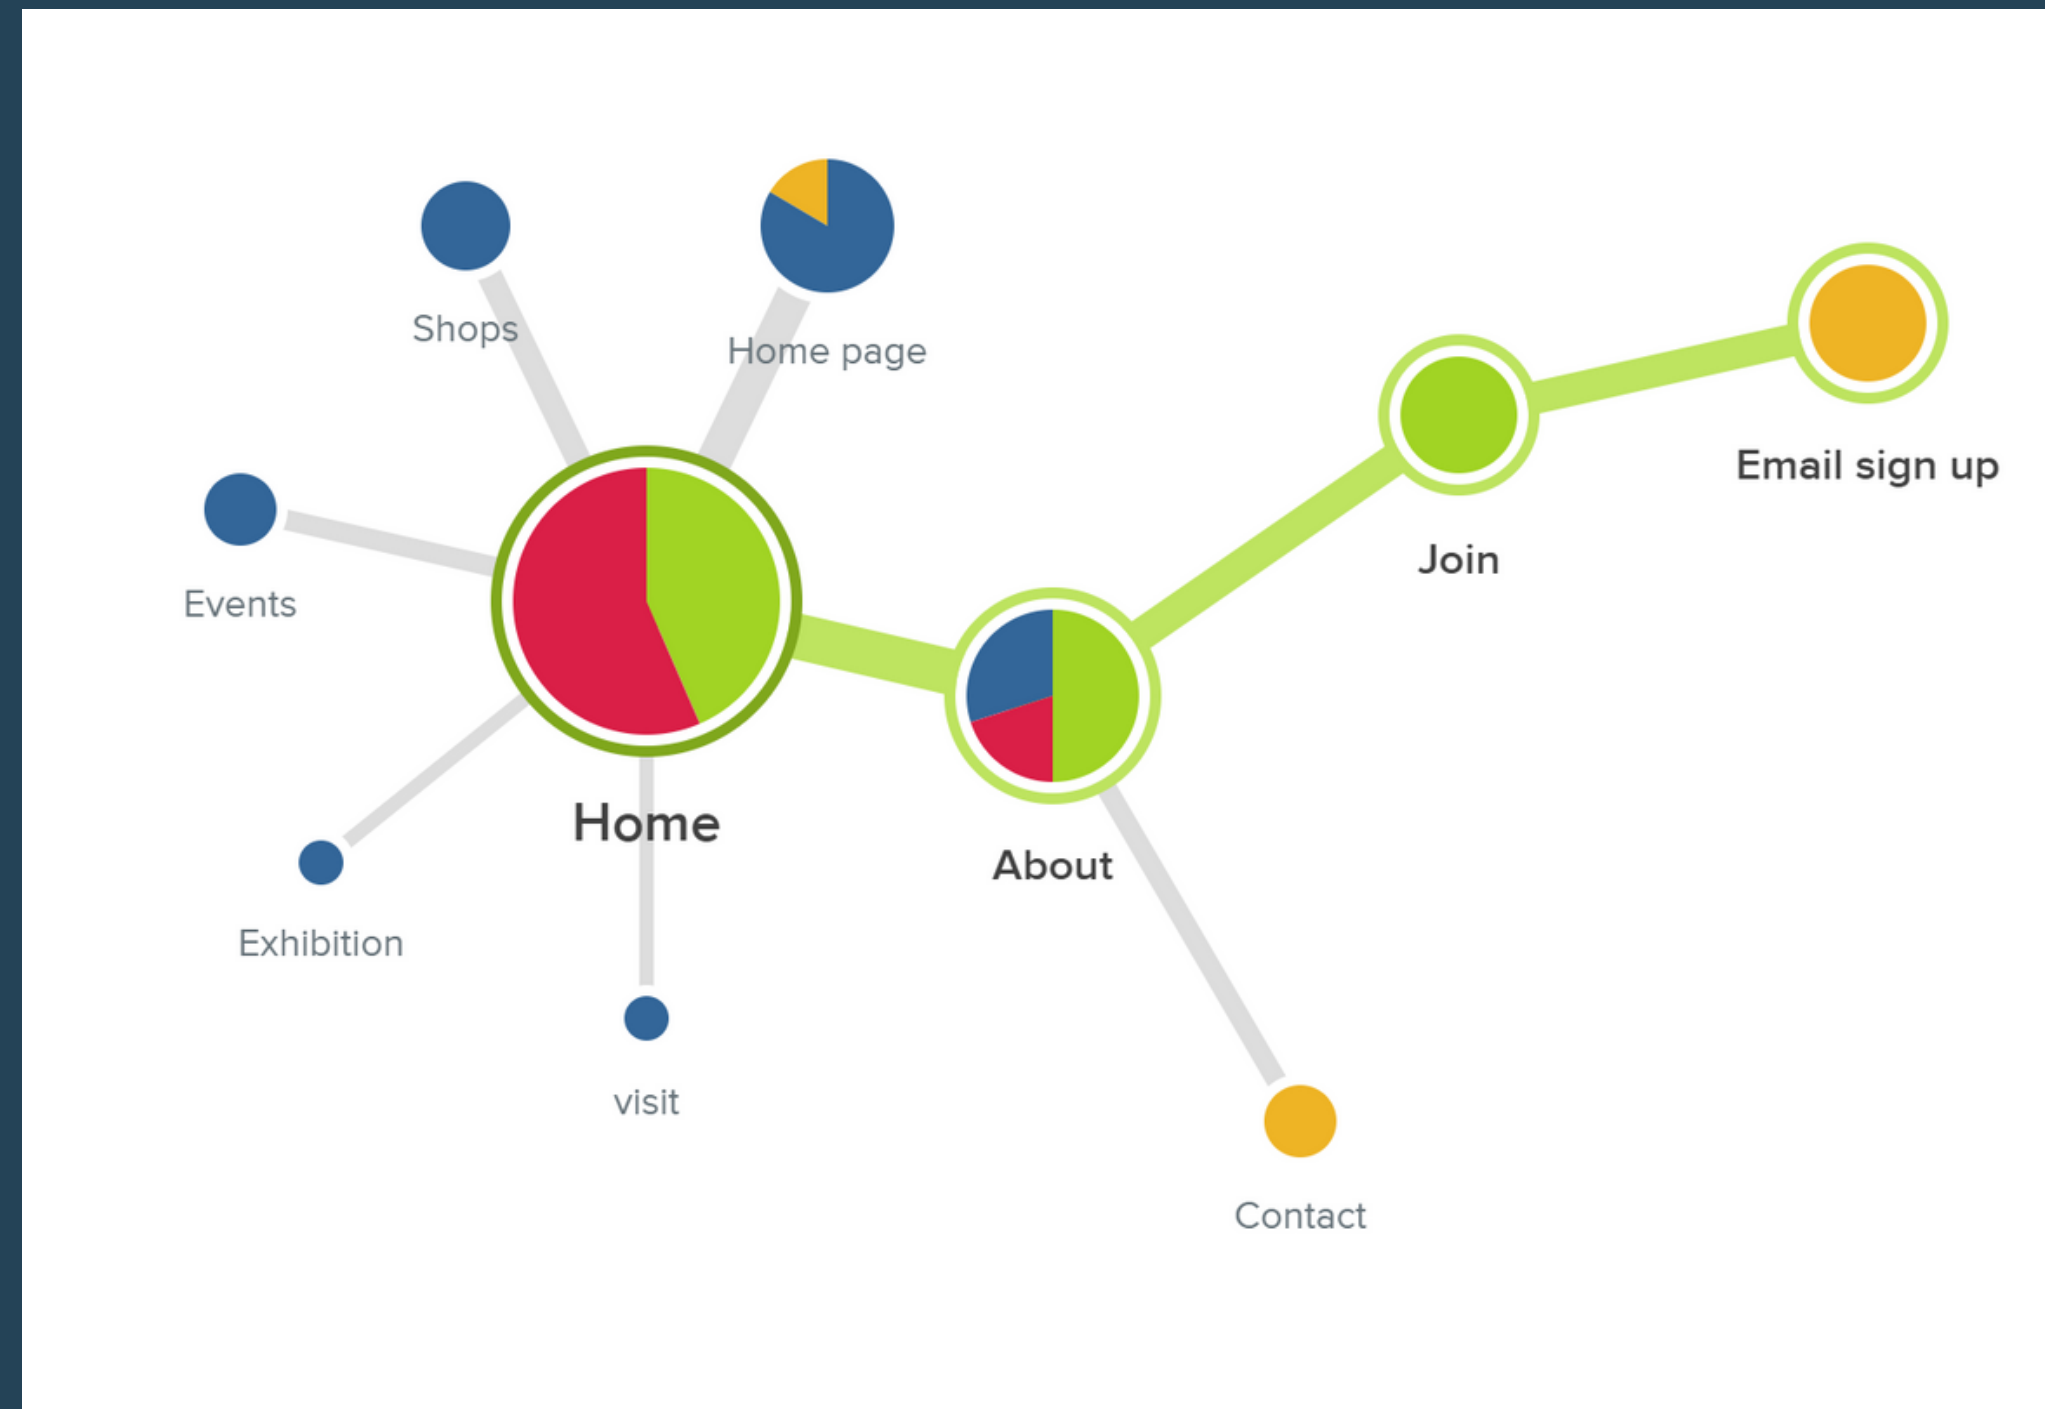 Shops
Home page
Email sign up
Join
Events
Home
About
Exhibition
visit
Contact